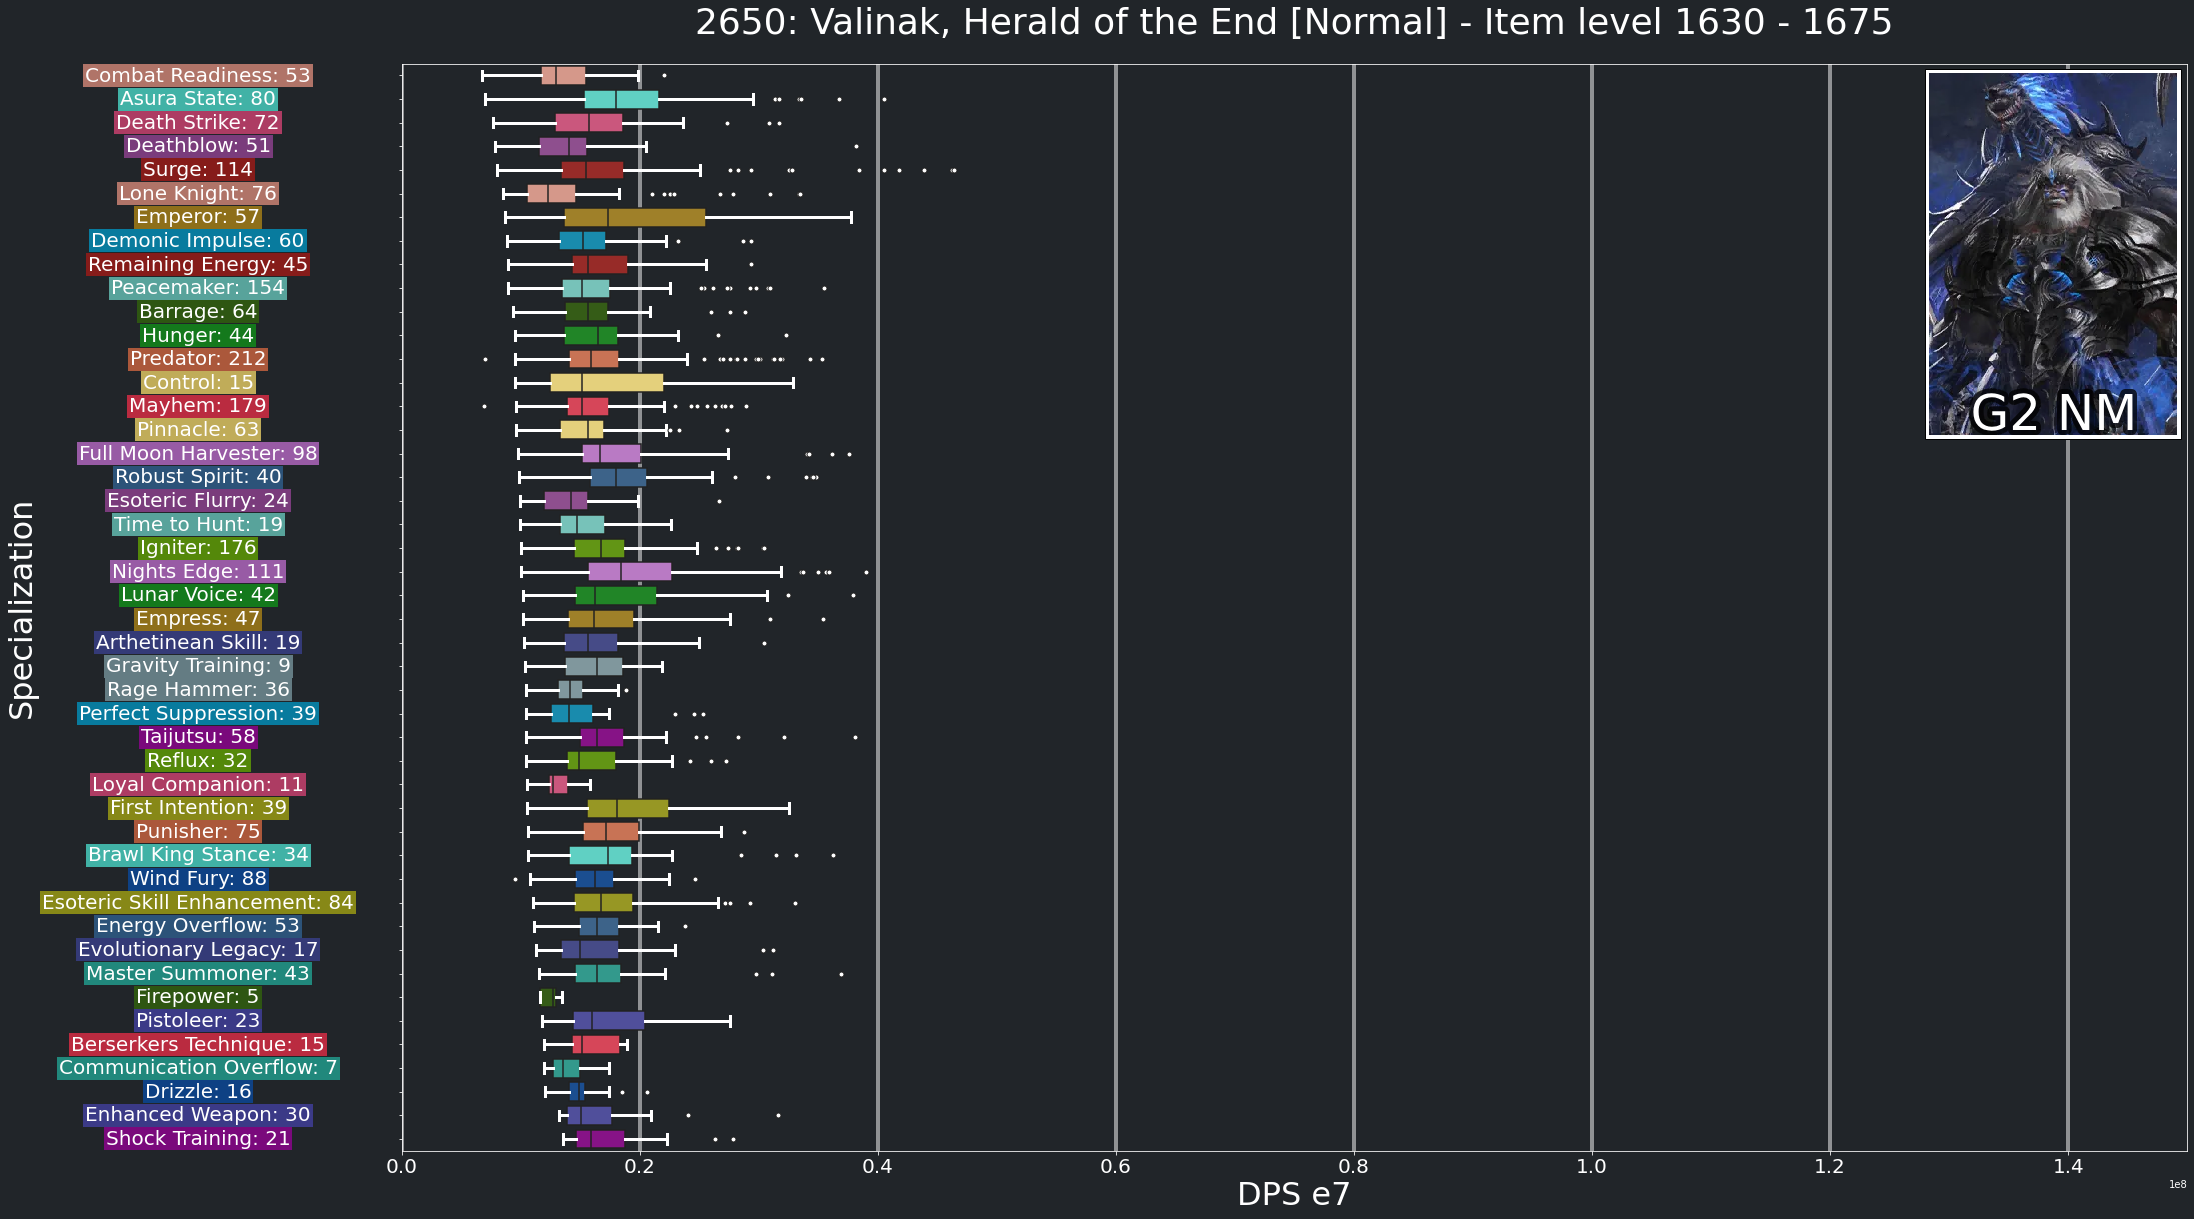 2650: Valinak, Herald of the End [Normal] - Item level 1630 - 1675
Combat Readiness: 53
Asura State: 80
Death Strike: 72
Deathblow: 51
Surge: 114
Lone Knight: 76
Emperor: 57
Demonic Impulse: 60
Remaining Energy: 45
Peacemaker: 154
Barrage: 64
Hunger: 44
Predator: 212
Control: 15
Mayhem: 179
Pinnacle: 63
Full Moon Harvester: 98
Robust Spirit: 40
Esoteric Flurry: 24
Time to Hunt: 19
Igniter: 176
Nights Edge: 111
Lunar Voice: 42
Empress: 47
Arthetinean Skill: 19
Gravity Training: 9
Rage Hammer: 36
Perfect Suppression: 39
Taijutsu: 58
Reflux: 32
Loyal Companion: 11
First Intention: 39
Punisher: 75
Brawl King Stance: 34
Wind Fury: 88
Esoteric Skill Enhancement: 84
Energy Overflow: 53
Evolutionary Legacy: 17
Master Summoner: 43
Firepower: 5
Pistoleer: 23
Berserkers Technique: 15
Communication Overflow: 7
Drizzle: 16
Enhanced Weapon: 30
Shock Training: 21
Specialization
G2 NM
0.0 0.2 0.4 0.6 0.8 1.0 1.2 1.4
DPS e7
1e8